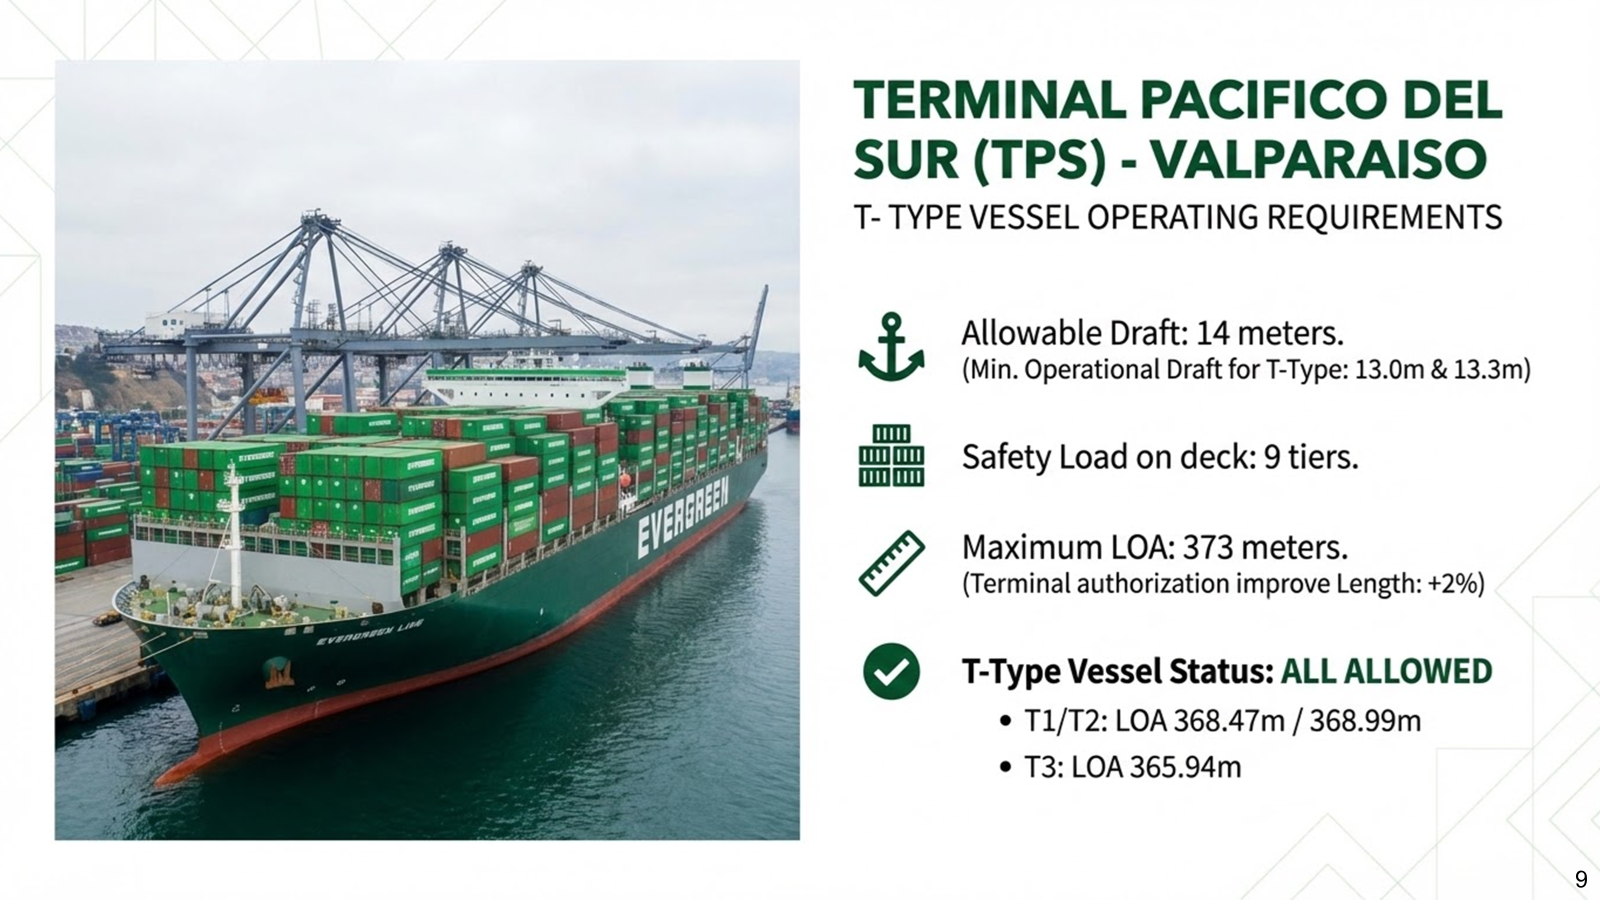 TERMINAL PACIFICO DEL
SUR (TPS) - VALPARAISO
T- TYPE VESSEL OPERATING REQUIREMENTS
Allowable Draft: 14 meters.
(Min. Operational Draft for T-Type: 13.0m & 13.3m)
Safety Load on deck: 9 tiers.
Maximum LOA: 373 meters.
(Terminal authorization improve Length: +2%)
T-Type Vessel Status: ALL ALLOWED
• T1/T2: LOA 368.47m / 368.99m
• T3: LOA 365.94m
EVERGREEN
9